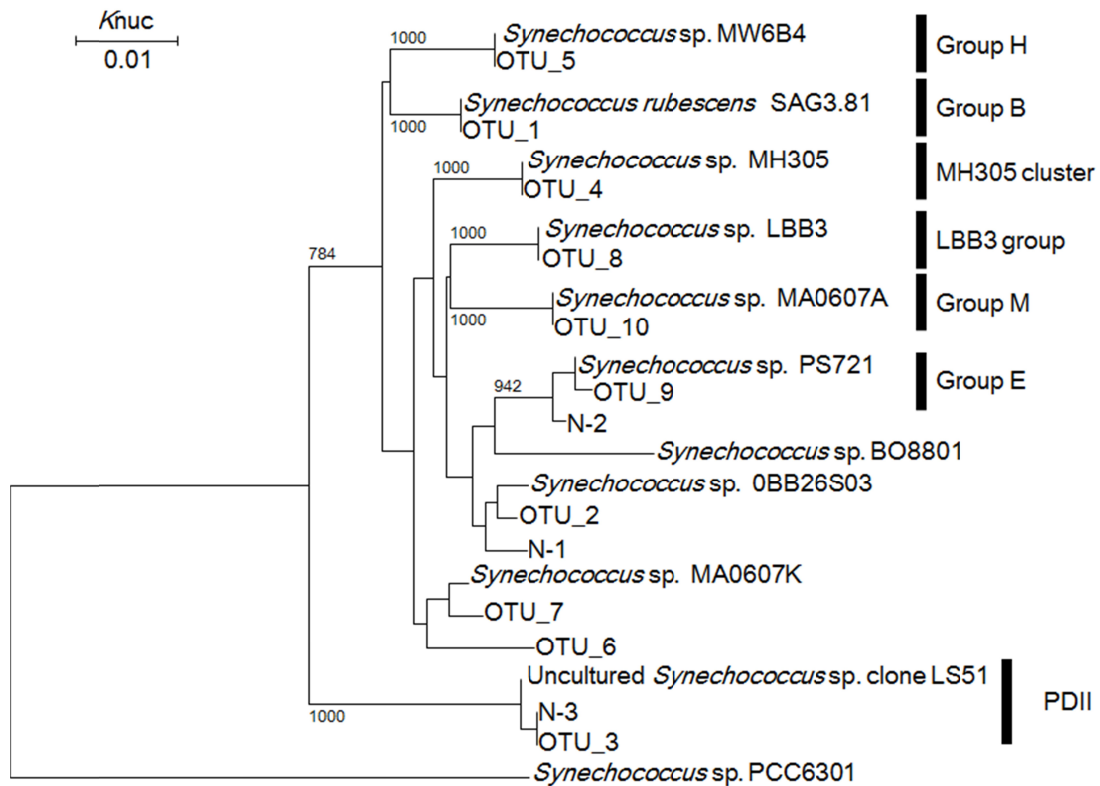 Knuc
0.01
1000
Synechococcus sp. MW6B4
OTU_5
Group H
Synechococcus rubescens SAG3.81
1000
OTU_1
Group B
1000
Synechococcus sp. MH305
OTU_4
MH305 cluster
784
1000
Synechococcus sp. LBB3
OTU_8
LBB3 group
Synechococcus sp. MA0607A
1000
OTU_10
Group M
942
Synechococcus sp. PS721
OTU_9
Group E
N-2
Synechococcus sp. BO8801
Synechococcus sp. 0BB26S03
OTU_2
N-1
Synechococcus sp. MA0607K
OTU_7
OTU_6
Uncultured Synechococcus sp. clone LS51
1000
N-3
OTU_3
PDII
Synechococcus sp. PCC6301